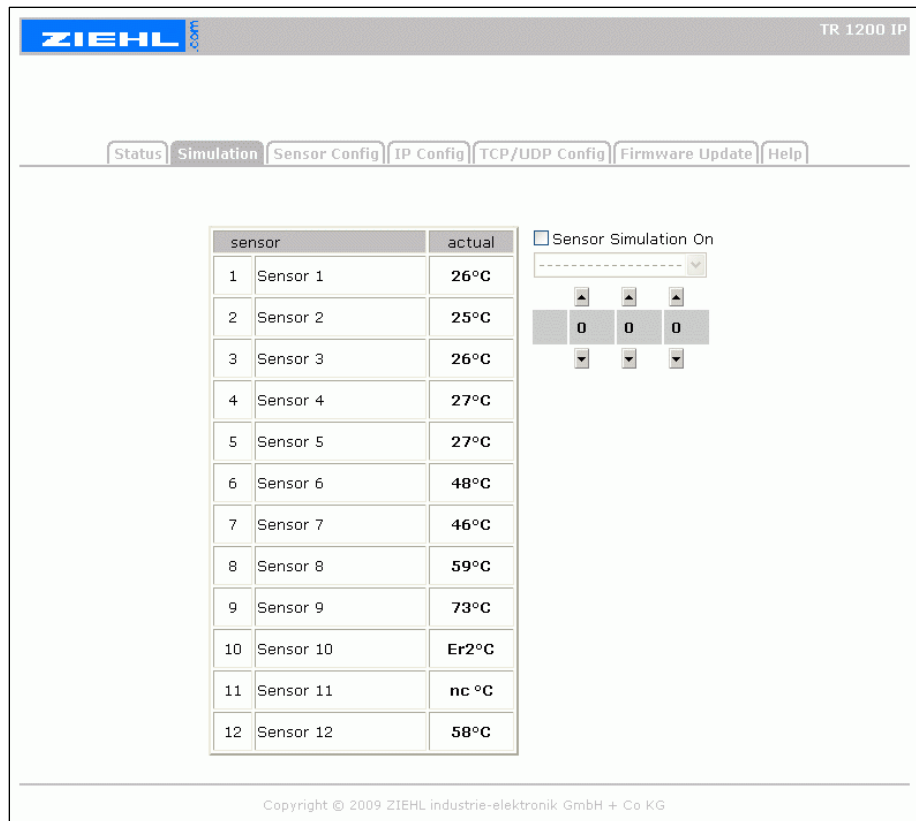 ZIEHL .com
TR 1200 IP
Status Simulation Sensor Config IP Config TCP/UDP Config Firmware Update Help
sensor actual
1 Sensor 1 26°C
2 Sensor 2 25°C
3 Sensor 3 26°C
4 Sensor 4 27°C
5 Sensor 5 27°C
6 Sensor 6 48°C
7 Sensor 7 46°C
8 Sensor 8 59°C
9 Sensor 9 73°C
10 Sensor 10 Er2°C
11 Sensor 11 nc °C
12 Sensor 12 58°C
Sensor Simulation On
------------------
0 0 0
Copyright © 2009 ZIEHL industrie-elektronik GmbH + Co KG